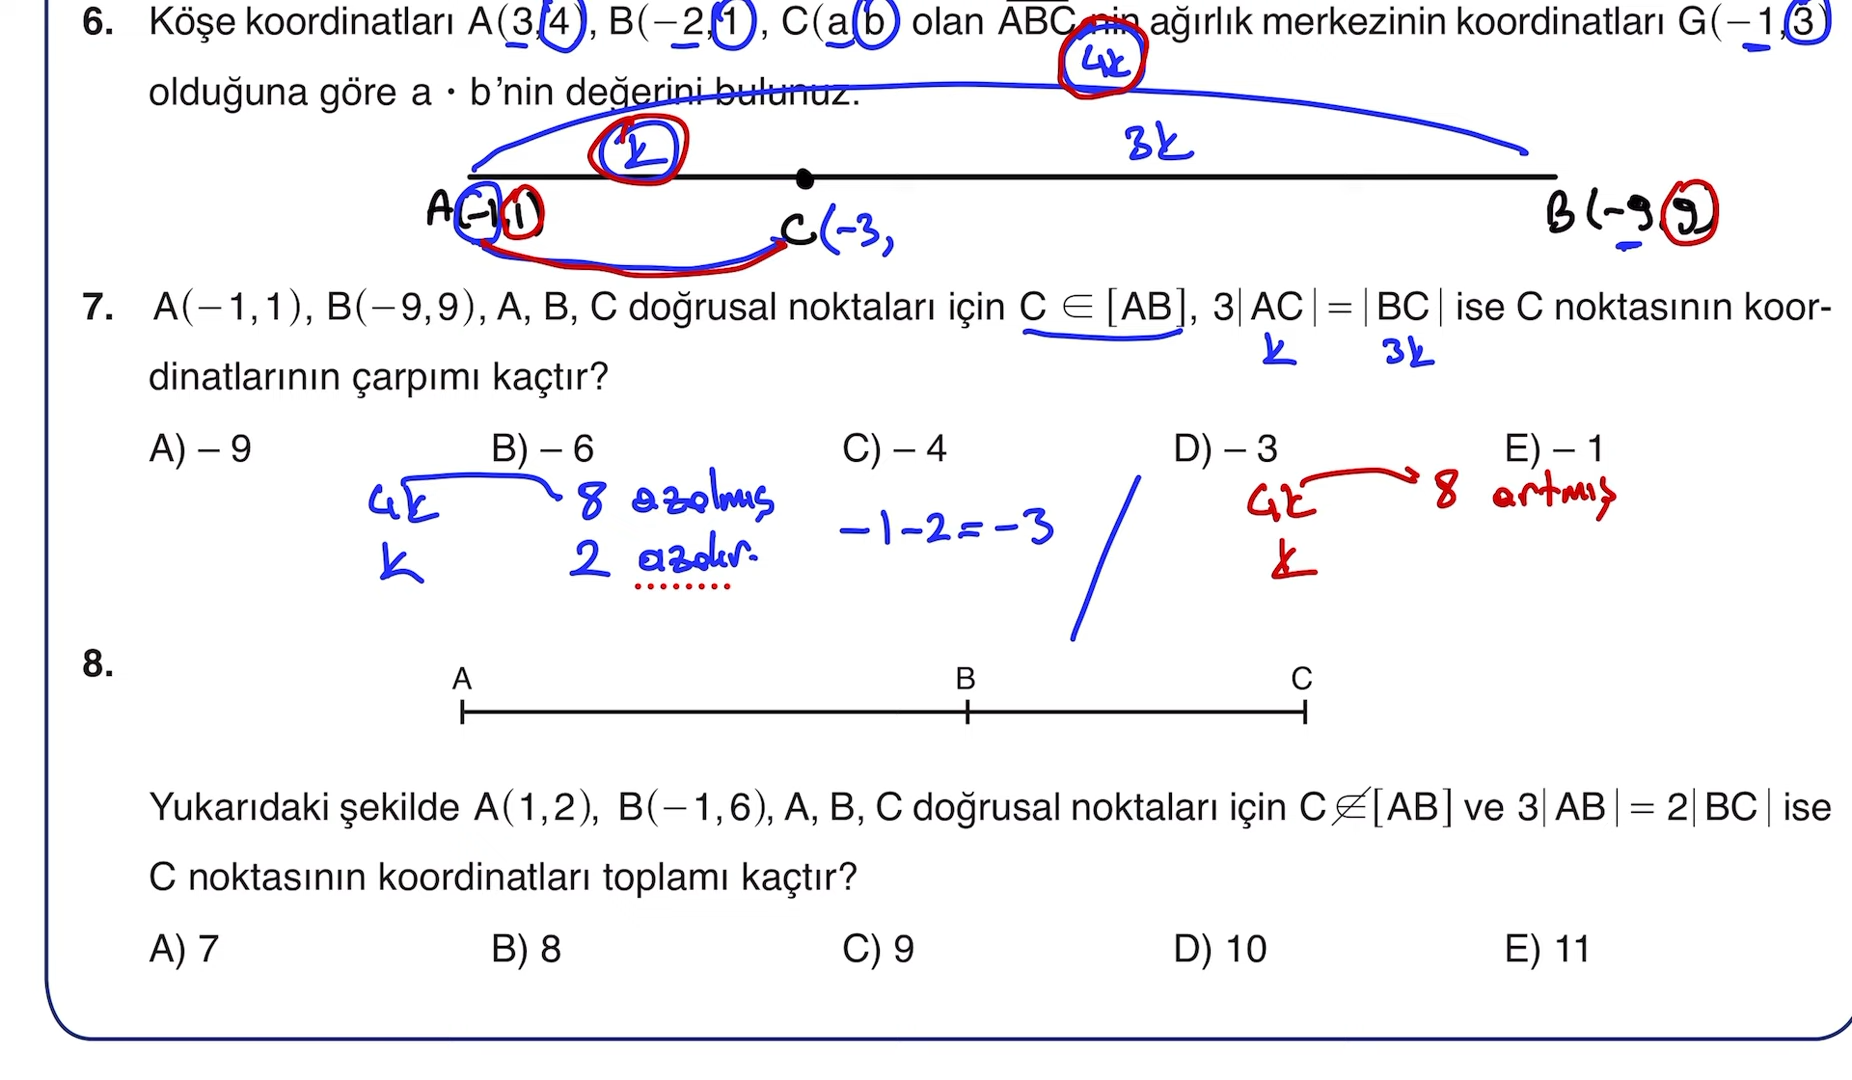 6. Köşe koordinatları A(3,4), B(−2,1), C(a,b) olan ABC nin ağırlık merkezinin koordinatları G(−1,3)
olduğuna göre a · b’nin değerini bulunuz.
4k
k 3k
A(-1,1) C(-3, B(-9,9)
7. A(−1,1), B(−9,9), A, B, C doğrusal noktaları için C ∈ [AB], 3|AC| = |BC| ise C noktasının koor-
k 3k
dinatlarının çarpımı kaçtır?
A) – 9 B) – 6 C) – 4 D) – 3 E) – 1
4k 8 azalmış -1-2=-3 4k 8 artmış
k 2 azalır. k
8. A B C
Yukarıdaki şekilde A(1,2), B(−1,6), A, B, C doğrusal noktaları için C ∉ [AB] ve 3|AB| = 2|BC| ise
C noktasının koordinatları toplamı kaçtır?
A) 7 B) 8 C) 9 D) 10 E) 11